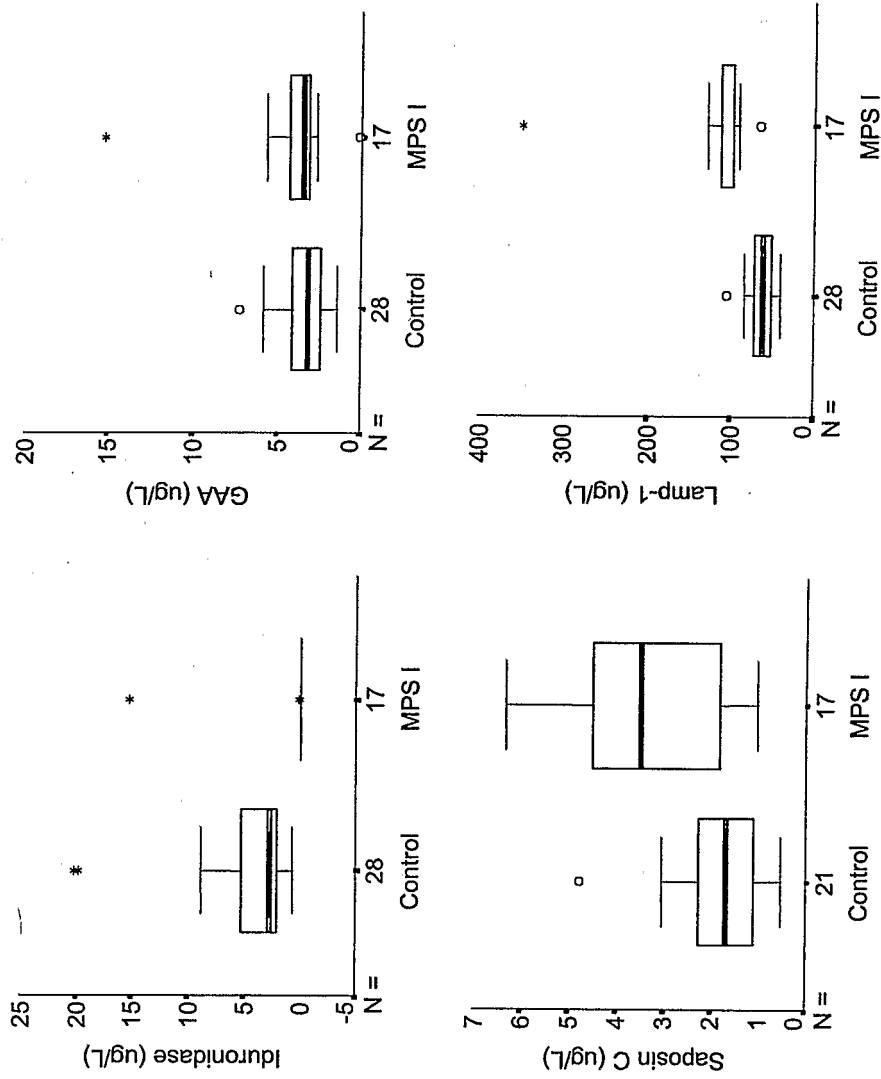 25
20
15
10
5
0
-5
Iduronidase (ug/L)
N =
28
17
Control
MPS I
20
15
10
5
0
GAA (ug/L)
N =
28
17
Control
MPS I
7
6
5
4
3
2
1
0
Saposin C (ug/L)
N =
21
17
Control
MPS I
400
300
200
100
0
Lamp-1 (ug/L)
N =
28
17
Control
MPS I